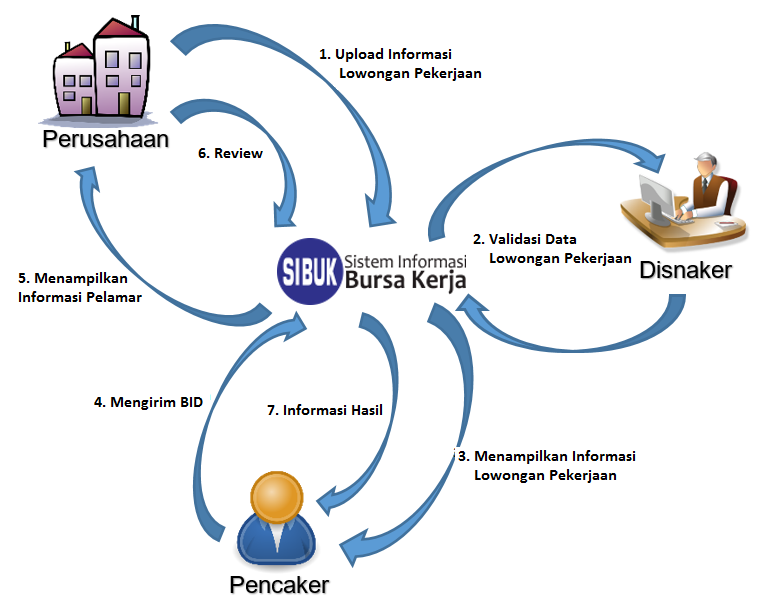 1. Upload Informasi
Lowongan Pekerjaan
Perusahaan
6. Review
2. Validasi Data
Lowongan Pekerjaan
Disnaker
SIBUK Sistem Informasi
Bursa Kerja
5. Menampilkan
Informasi Pelamar
4. Mengirim BID
7. Informasi Hasil
3. Menampilkan Informasi
Lowongan Pekerjaan
Pencaker